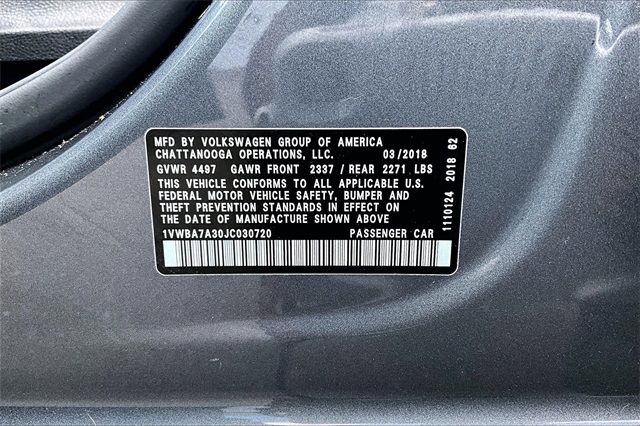 MFD BY VOLKSWAGEN GROUP OF AMERICA
CHATTANOOGA OPERATIONS, LLC. 03/2018
GVWR 4497 GAWR FRONT 2337 / REAR 2271 LBS
THIS VEHICLE CONFORMS TO ALL APPLICABLE U.S.
FEDERAL MOTOR VEHICLE SAFETY, BUMPER AND
THEFT PREVENTION STANDARDS IN EFFECT ON
THE DATE OF MANUFACTURE SHOWN ABOVE
1VWBA7A30JC030720 PASSENGER CAR
1110124 2018 62